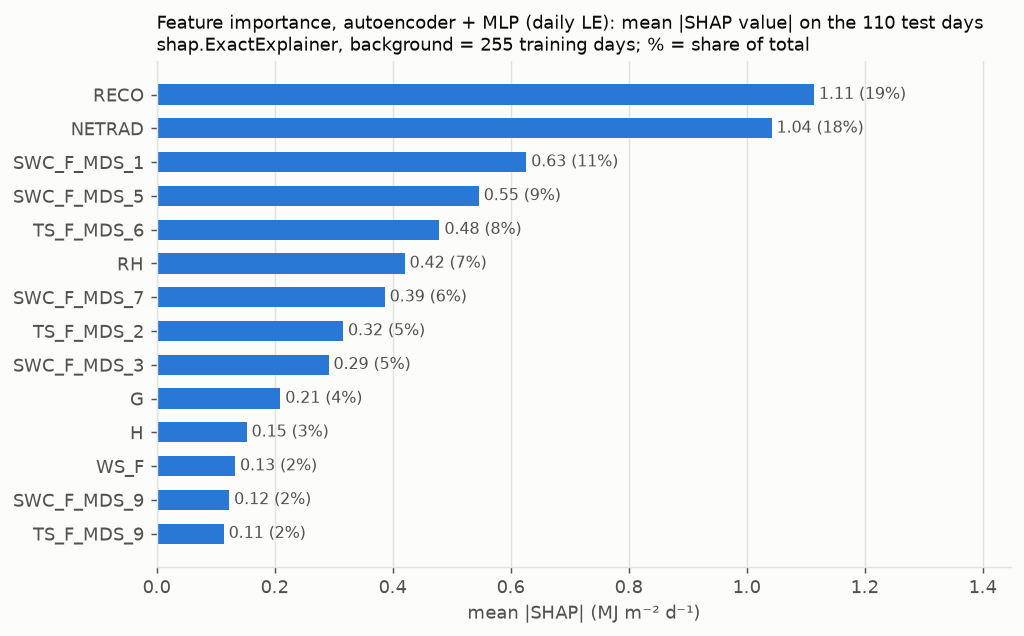 Feature importance, autoencoder + MLP (daily LE): mean |SHAP value| on the 110 test days
shap.ExactExplainer, background = 255 training days; % = share of total
RECO 1.11 (19%)
NETRAD 1.04 (18%)
SWC_F_MDS_1 0.63 (11%)
SWC_F_MDS_5 0.55 (9%)
TS_F_MDS_6 0.48 (8%)
RH 0.42 (7%)
SWC_F_MDS_7 0.39 (6%)
TS_F_MDS_2 0.32 (5%)
SWC_F_MDS_3 0.29 (5%)
G 0.21 (4%)
H 0.15 (3%)
WS_F 0.13 (2%)
SWC_F_MDS_9 0.12 (2%)
TS_F_MDS_9 0.11 (2%)
0.0 0.2 0.4 0.6 0.8 1.0 1.2 1.4
mean |SHAP| (MJ m⁻² d⁻¹)